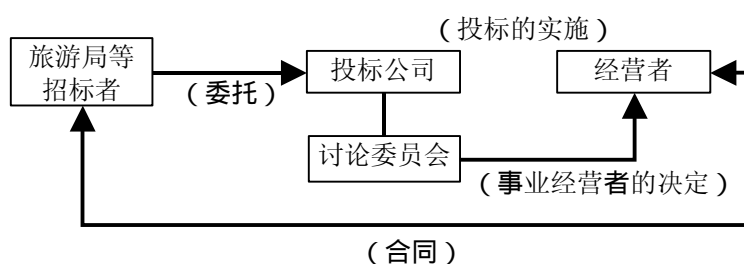 (投标的实施)
旅游局等
招标者
(委托)
投标公司
经营者
讨论委员会
(事业经营者的决定)
(合同)